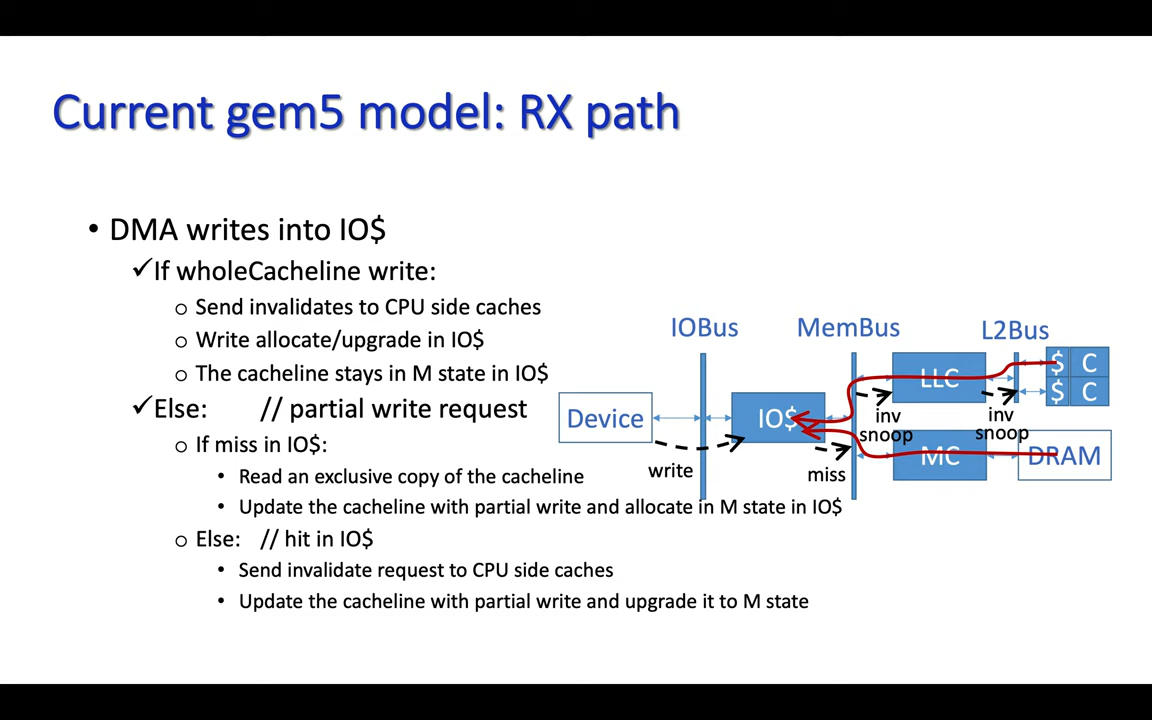 Current gem5 model: RX path
• DMA writes into IO$
✓If wholeCacheline write:
o Send invalidates to CPU side caches
o Write allocate/upgrade in IO$
o The cacheline stays in M state in IO$
✓Else: // partial write request
o If miss in IO$:
• Read an exclusive copy of the cacheline
• Update the cacheline with partial write and allocate in M state in IO$
o Else: // hit in IO$
• Send invalidate request to CPU side caches
• Update the cacheline with partial write and upgrade it to M state
IOBus
MemBus
L2Bus
LLC
$ C
$ C
Device
IO$
inv
snoop
inv
snoop
write
miss
MC
DRAM